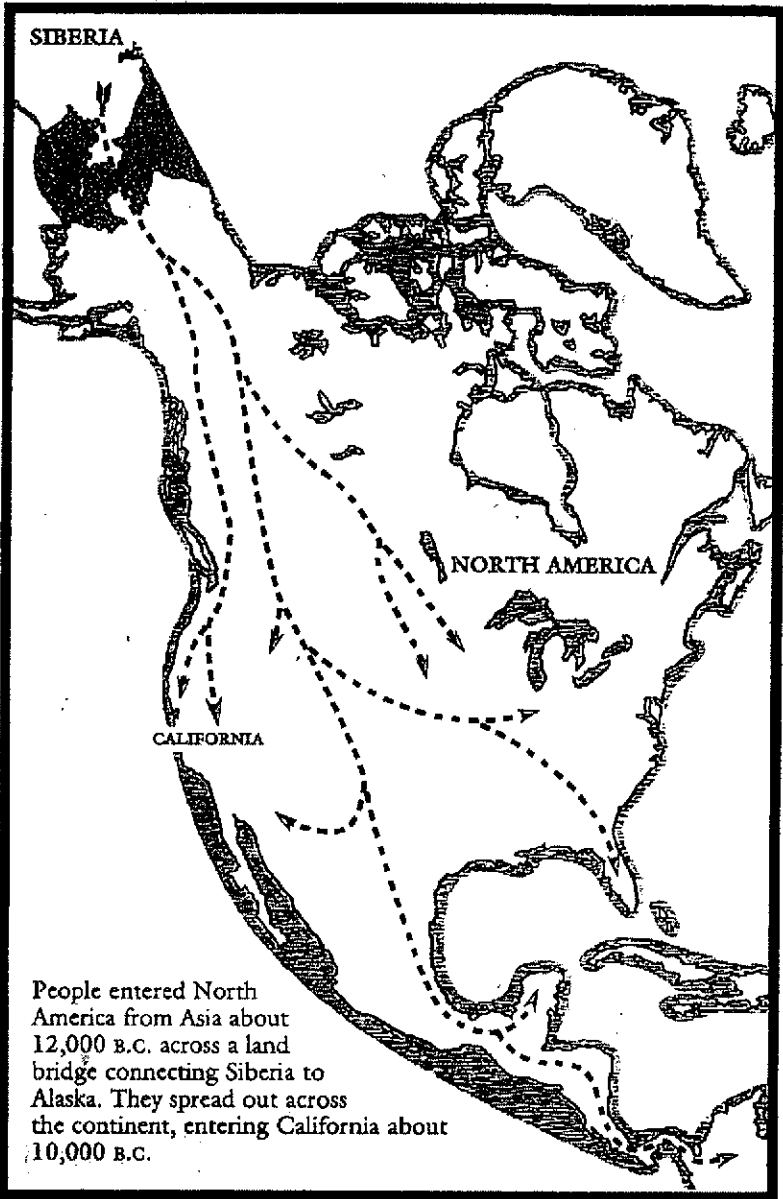 SIBERIA
NORTH AMERICA
CALIFORNIA
People entered North
America from Asia about
12,000 B.C. across a land
bridge connecting Siberia to
Alaska. They spread out across
the continent, entering California about
10,000 B.C.